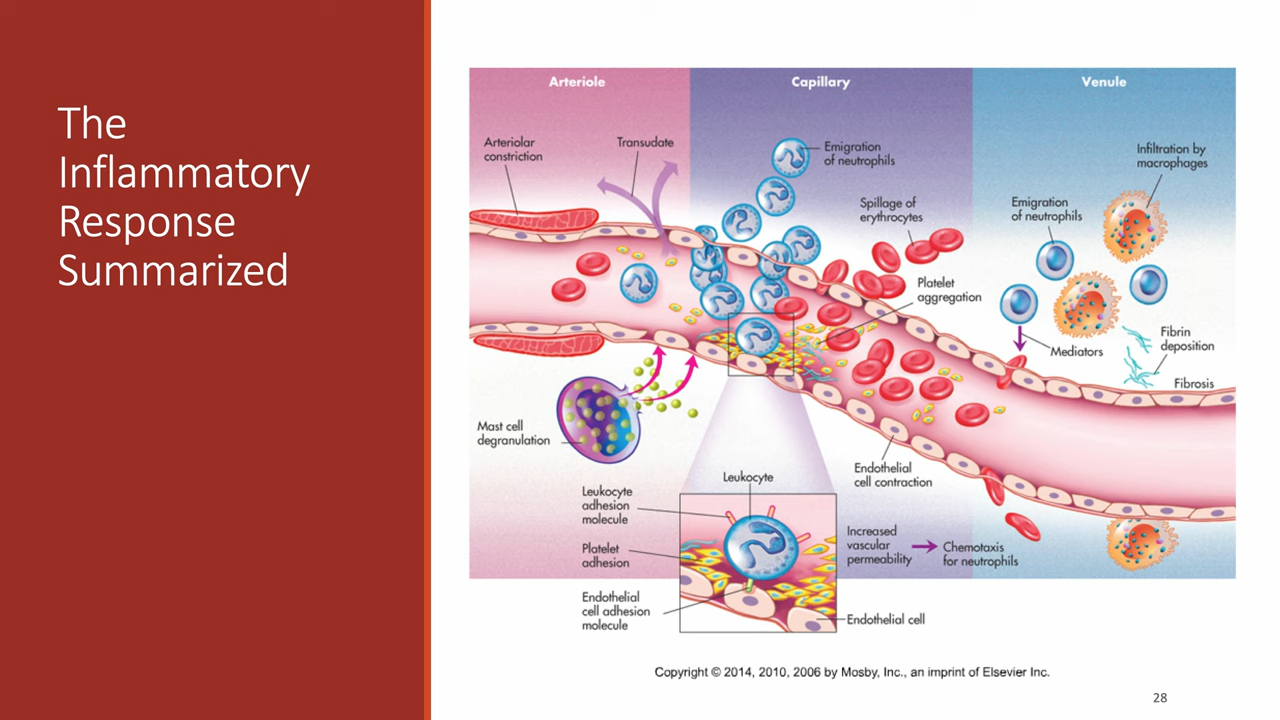 The
Inflammatory
Response
Summarized
Arteriole
Capillary
Venule
Arteriolar
constriction
Transudate
Emigration
of neutrophils
Spillage of
erythrocytes
Platelet
aggregation
Emigration
of neutrophils
Infiltration by
macrophages
Mediators
Fibrin
deposition
Fibrosis
Mast cell
degranulation
Endothelial
cell contraction
Leukocyte
Leukocyte
adhesion
molecule
Platelet
adhesion
Endothelial
cell adhesion
molecule
Increased
vascular
permeability
Chemotaxis
for neutrophils
Endothelial cell
Copyright © 2014, 2010, 2006 by Mosby, Inc., an imprint of Elsevier Inc.
28